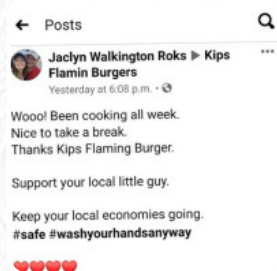 Posts
Jaclyn Walkington Roks ▶ Kips
Flamin Burgers
Yesterday at 6:08 p.m. ·
Wooo! Been cooking all week.
Nice to take a break.
Thanks Kips Flaming Burger.
Support your local little guy.
Keep your local economies going.
#safe #washyourhandsanyway